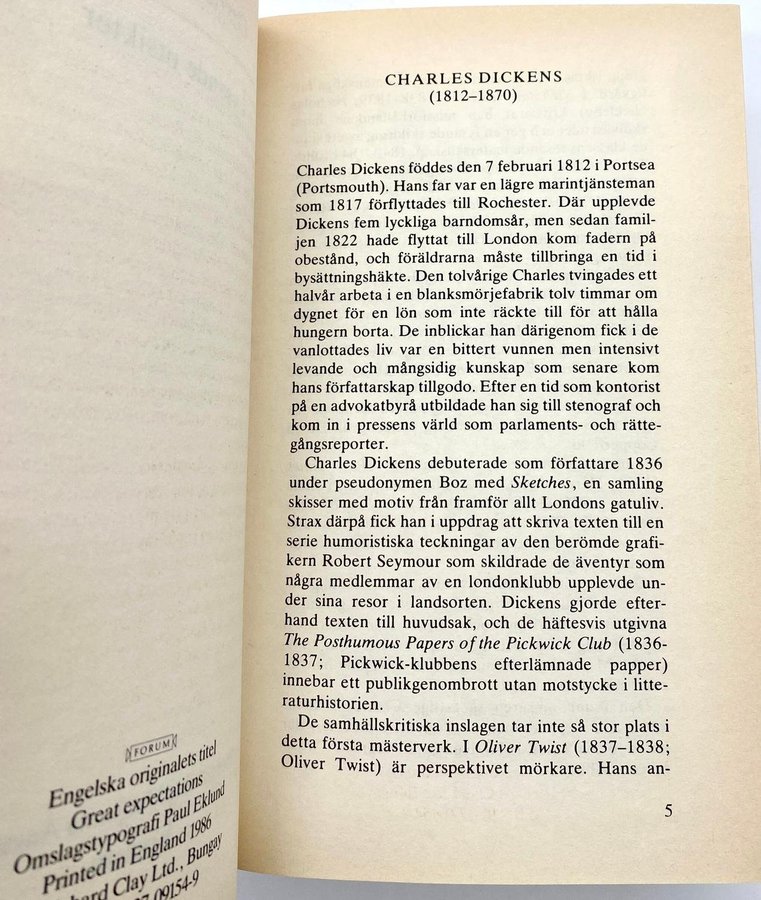 FORUM
Engelska originalets titel
Great expectations
Omslagstypografi Paul Eklund
Printed in England 1986
hard Clay Ltd., Bungay
09154-9
CHARLES DICKENS
(1812–1870)
Charles Dickens föddes den 7 februari 1812 i Portsea
(Portsmouth). Hans far var en lägre marintjänsteman
som 1817 förflyttades till Rochester. Där upplevde
Dickens fem lyckliga barndomsår, men sedan famil-
jen 1822 hade flyttat till London kom fadern på
obestånd, och föräldrarna måste tillbringa en tid i
bysättningshäkte. Den tolvårige Charles tvingades ett
halvår arbeta i en blanksmörjefabrik tolv timmar om
dygnet för en lön som inte räckte till för att hålla
hungern borta. De inblickar han därigenom fick i de
vanlottades liv var en bittert vunnen men intensivt
levande och mångsidig kunskap som senare kom
hans författarskap tillgodo. Efter en tid som kontorist
på en advokatbyrå utbildade han sig till stenograf och
kom in i pressens värld som parlaments- och rätte-
gångsreporter.
Charles Dickens debuterade som författare 1836
under pseudonymen Boz med Sketches, en samling
skisser med motiv från framför allt Londons gatuliv.
Strax därpå fick han i uppdrag att skriva texten till en
serie humoristiska teckningar av den berömde grafi-
kern Robert Seymour som skildrade de äventyr som
några medlemmar av en londonklubb upplevde un-
der sina resor i landsorten. Dickens gjorde efter-
hand texten till huvudsak, och de häftesvis utgivna
The Posthumous Papers of the Pickwick Club (1836-
1837; Pickwick-klubbens efterlämnade papper)
innebar ett publikgenombrott utan motstycke i litte-
raturhistorien.
De samhällskritiska inslagen tar inte så stor plats i
detta första mästerverk. I Oliver Twist (1837–1838;
Oliver Twist) är perspektivet mörkare. Hans an-
5